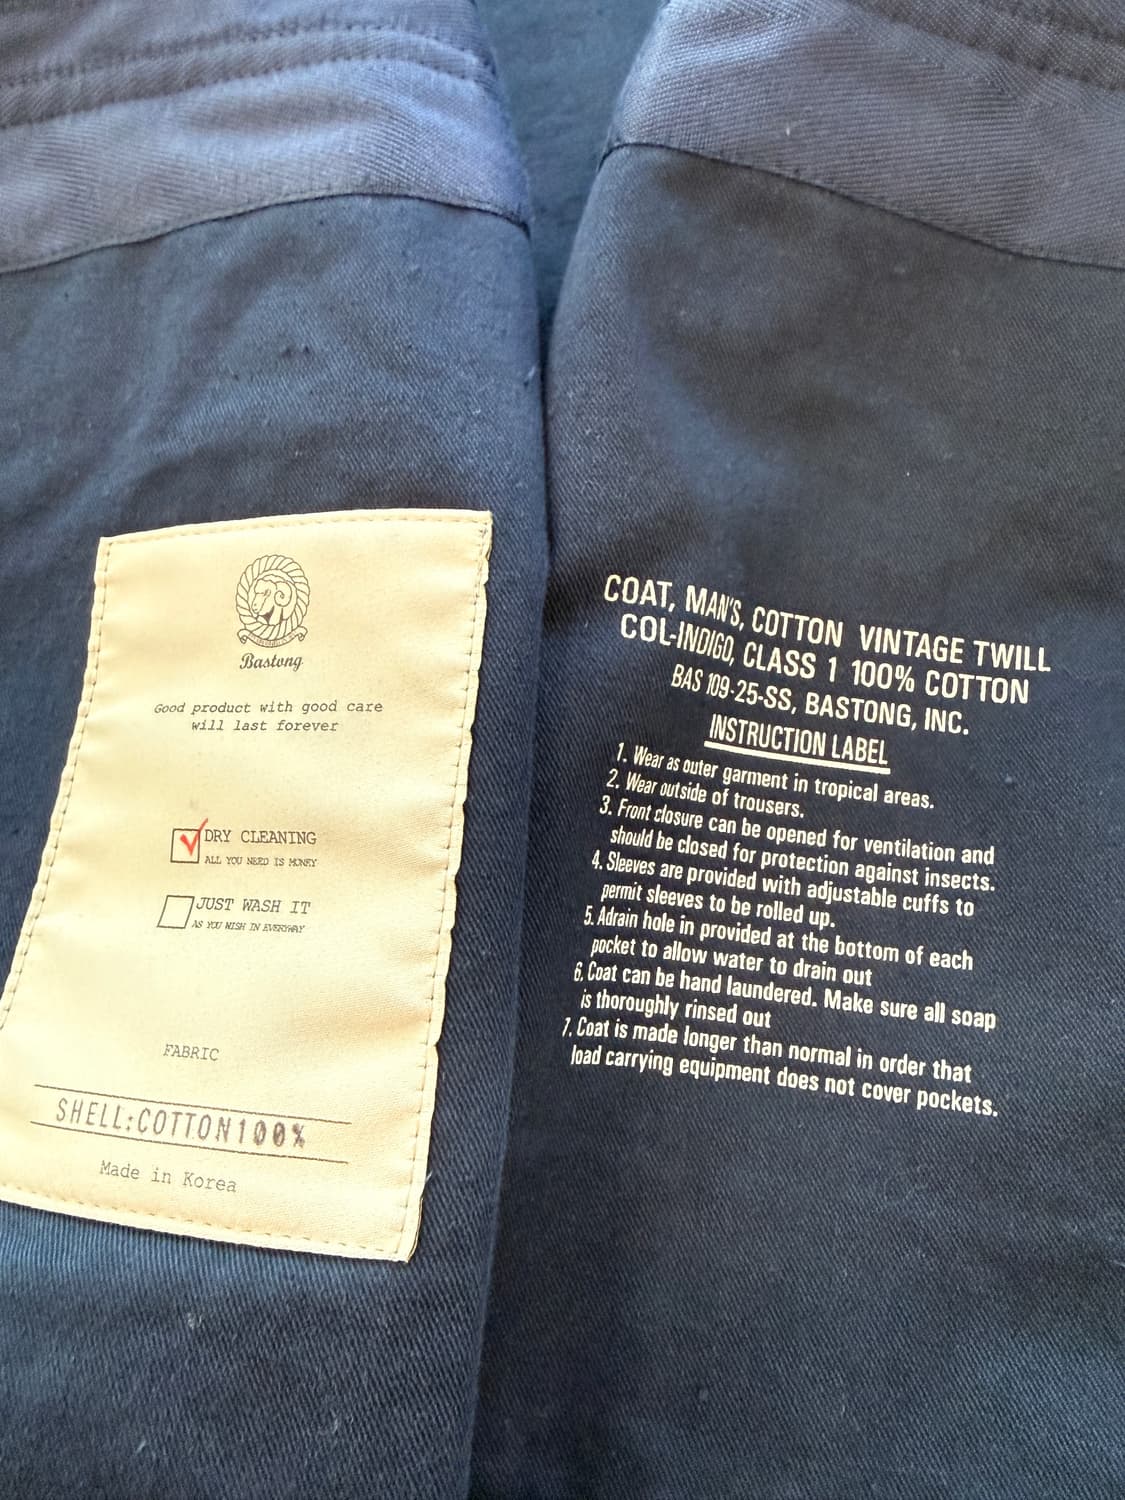 Bastong
Good product with good care
will last forever
DRY CLEANING
ALL YOU NEED IS MONEY
JUST WASH IT
AS YOU WISH IN EVERYWAY
FABRIC
SHELL:COTTON100%
Made in Korea
COAT, MAN'S, COTTON VINTAGE TWILL
COL-INDIGO, CLASS 1 100% COTTON
BAS 109-25-SS, BASTONG, INC.
INSTRUCTION LABEL
1. Wear as outer garment in tropical areas.
2. Wear outside of trousers.
3. Front closure can be opened for ventilation and
should be closed for protection against insects.
4. Sleeves are provided with adjustable cuffs to
permit sleeves to be rolled up.
5. Adrain hole in provided at the bottom of each
pocket to allow water to drain out
6. Coat can be hand laundered. Make sure all soap
is thoroughly rinsed out
7. Coat is made longer than normal in order that
load carrying equipment does not cover pockets.